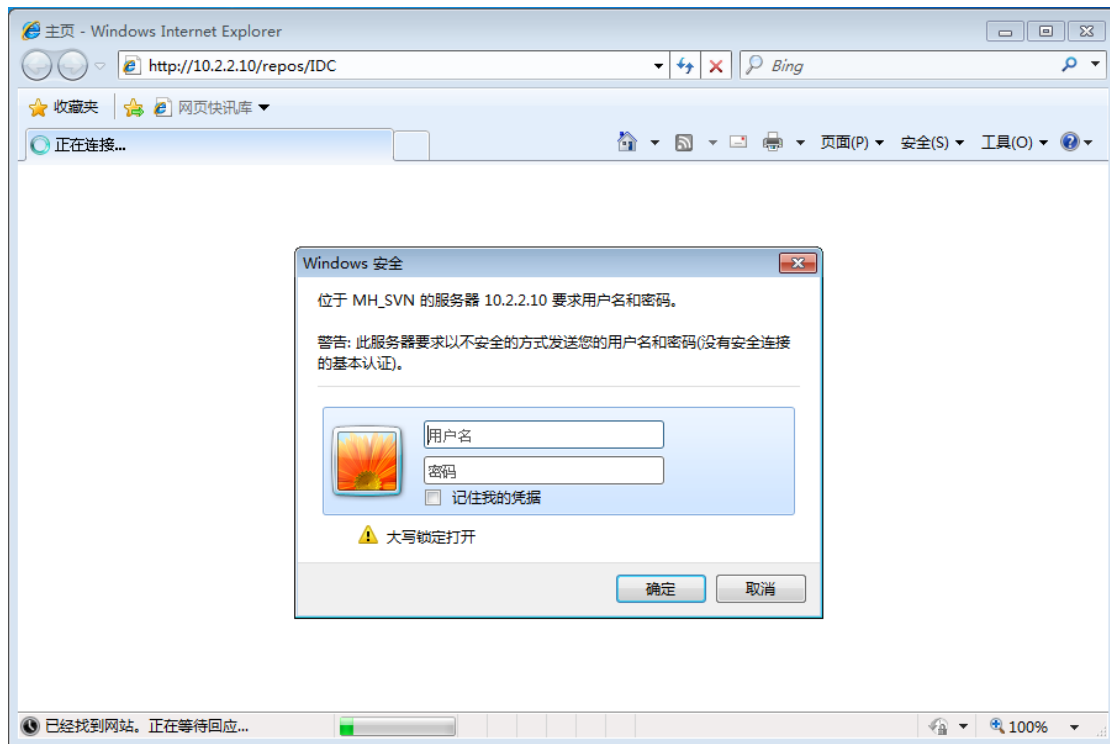 主页 - Windows Internet Explorer
http://10.2.2.10/repos/IDC
Bing
收藏夹
网页快讯库
正在连接...
页面(P)
安全(S)
工具(O)
Windows 安全
位于 MH_SVN 的服务器 10.2.2.10 要求用户名和密码。
警告: 此服务器要求以不安全的方式发送您的用户名和密码(没有安全连接
的基本认证)。
用户名
密码
记住我的凭据
大写锁定打开
确定
取消
已经找到网站。正在等待回应...
100%